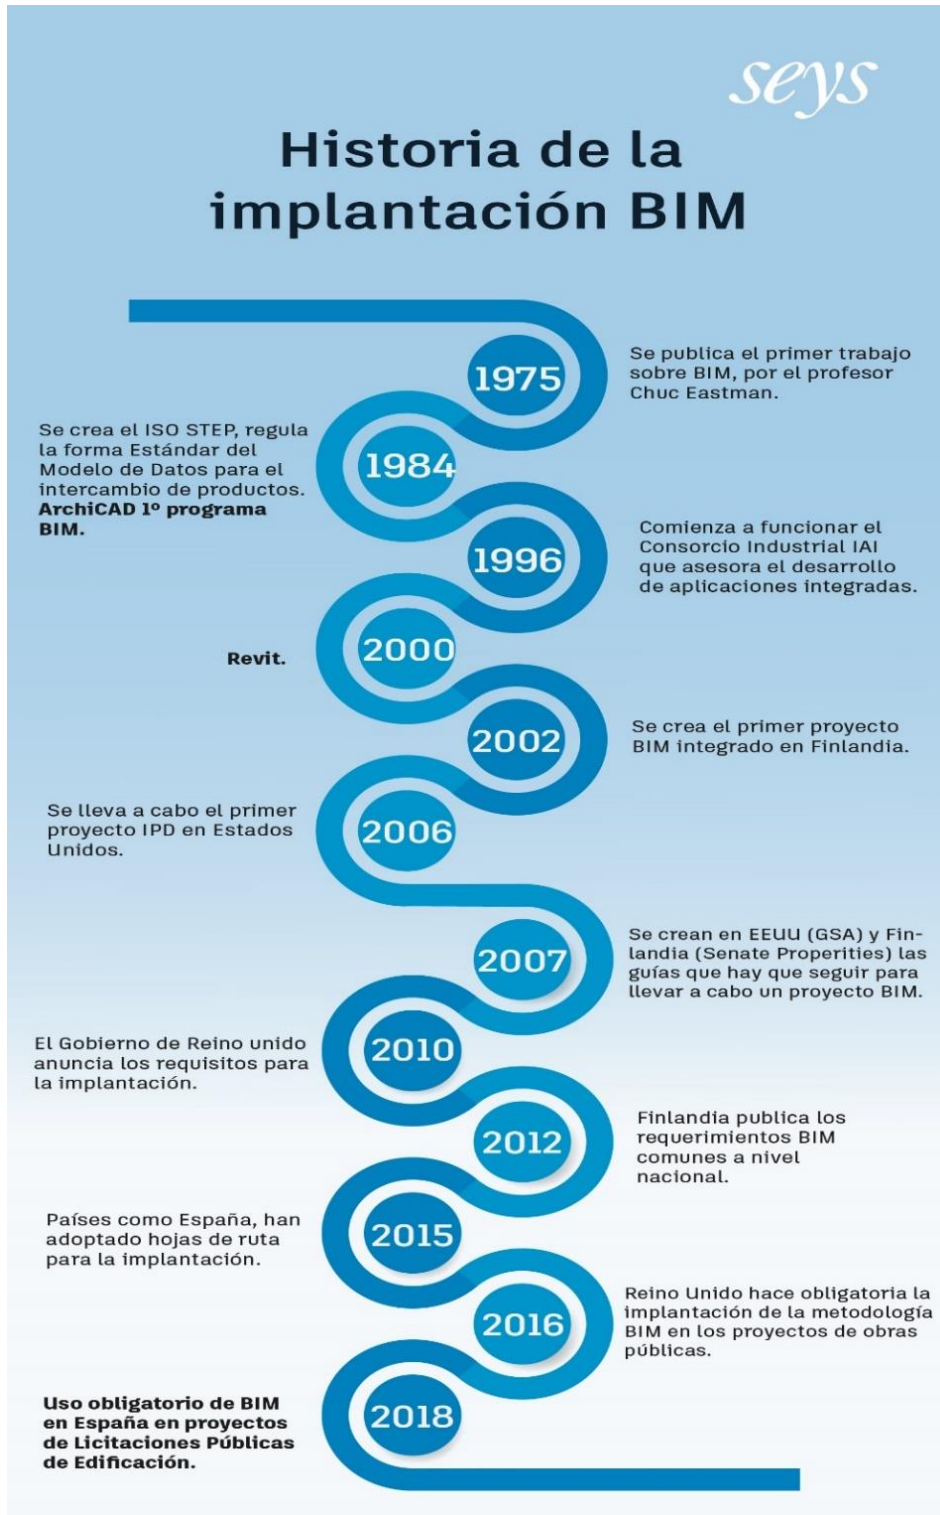 seys
Historia de la
implantación BIM
1975
Se publica el primer trabajo
sobre BIM, por el profesor
Chuc Eastman.
Se crea el ISO STEP, regula
la forma Estándar del
Modelo de Datos para el
intercambio de productos.
ArchiCAD 1º programa
BIM.
1984
1996
Comienza a funcionar el
Consorcio Industrial IAI
que asesora el desarrollo
de aplicaciones integradas.
Revit.
2000
2002
Se crea el primer proyecto
BIM integrado en Finlandia.
Se lleva a cabo el primer
proyecto IPD en Estados
Unidos.
2006
2007
Se crean en EEUU (GSA) y Fin-
landia (Senate Properities) las
guías que hay que seguir para
llevar a cabo un proyecto BIM.
El Gobierno de Reino unido
anuncia los requisitos para
la implantación.
2010
2012
Finlandia publica los
requerimientos BIM
comunes a nivel
nacional.
Países como España, han
adoptado hojas de ruta
para la implantación.
2015
2016
Reino Unido hace obligatoria la
implantación de la metodología
BIM en los proyectos de obras
públicas.
Uso obligatorio de BIM
en España en proyectos
de Licitaciones Públicas
de Edificación.
2018